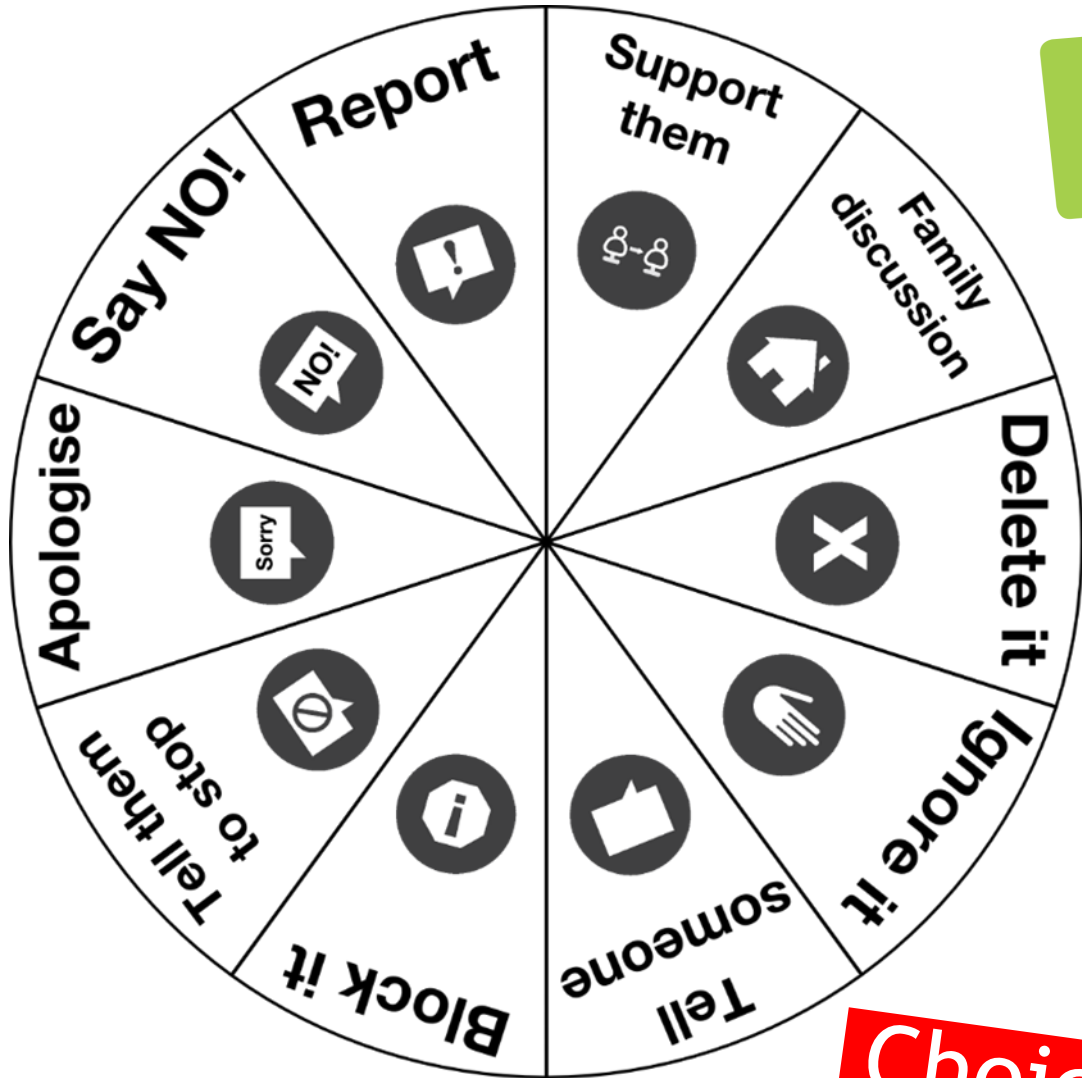 Support
them
Family
discussion
Delete it
Ignore it
Tell
someone
Block it
Tell them
to stop
Apologise
Sorry
Say NO!
NO!
Report
!